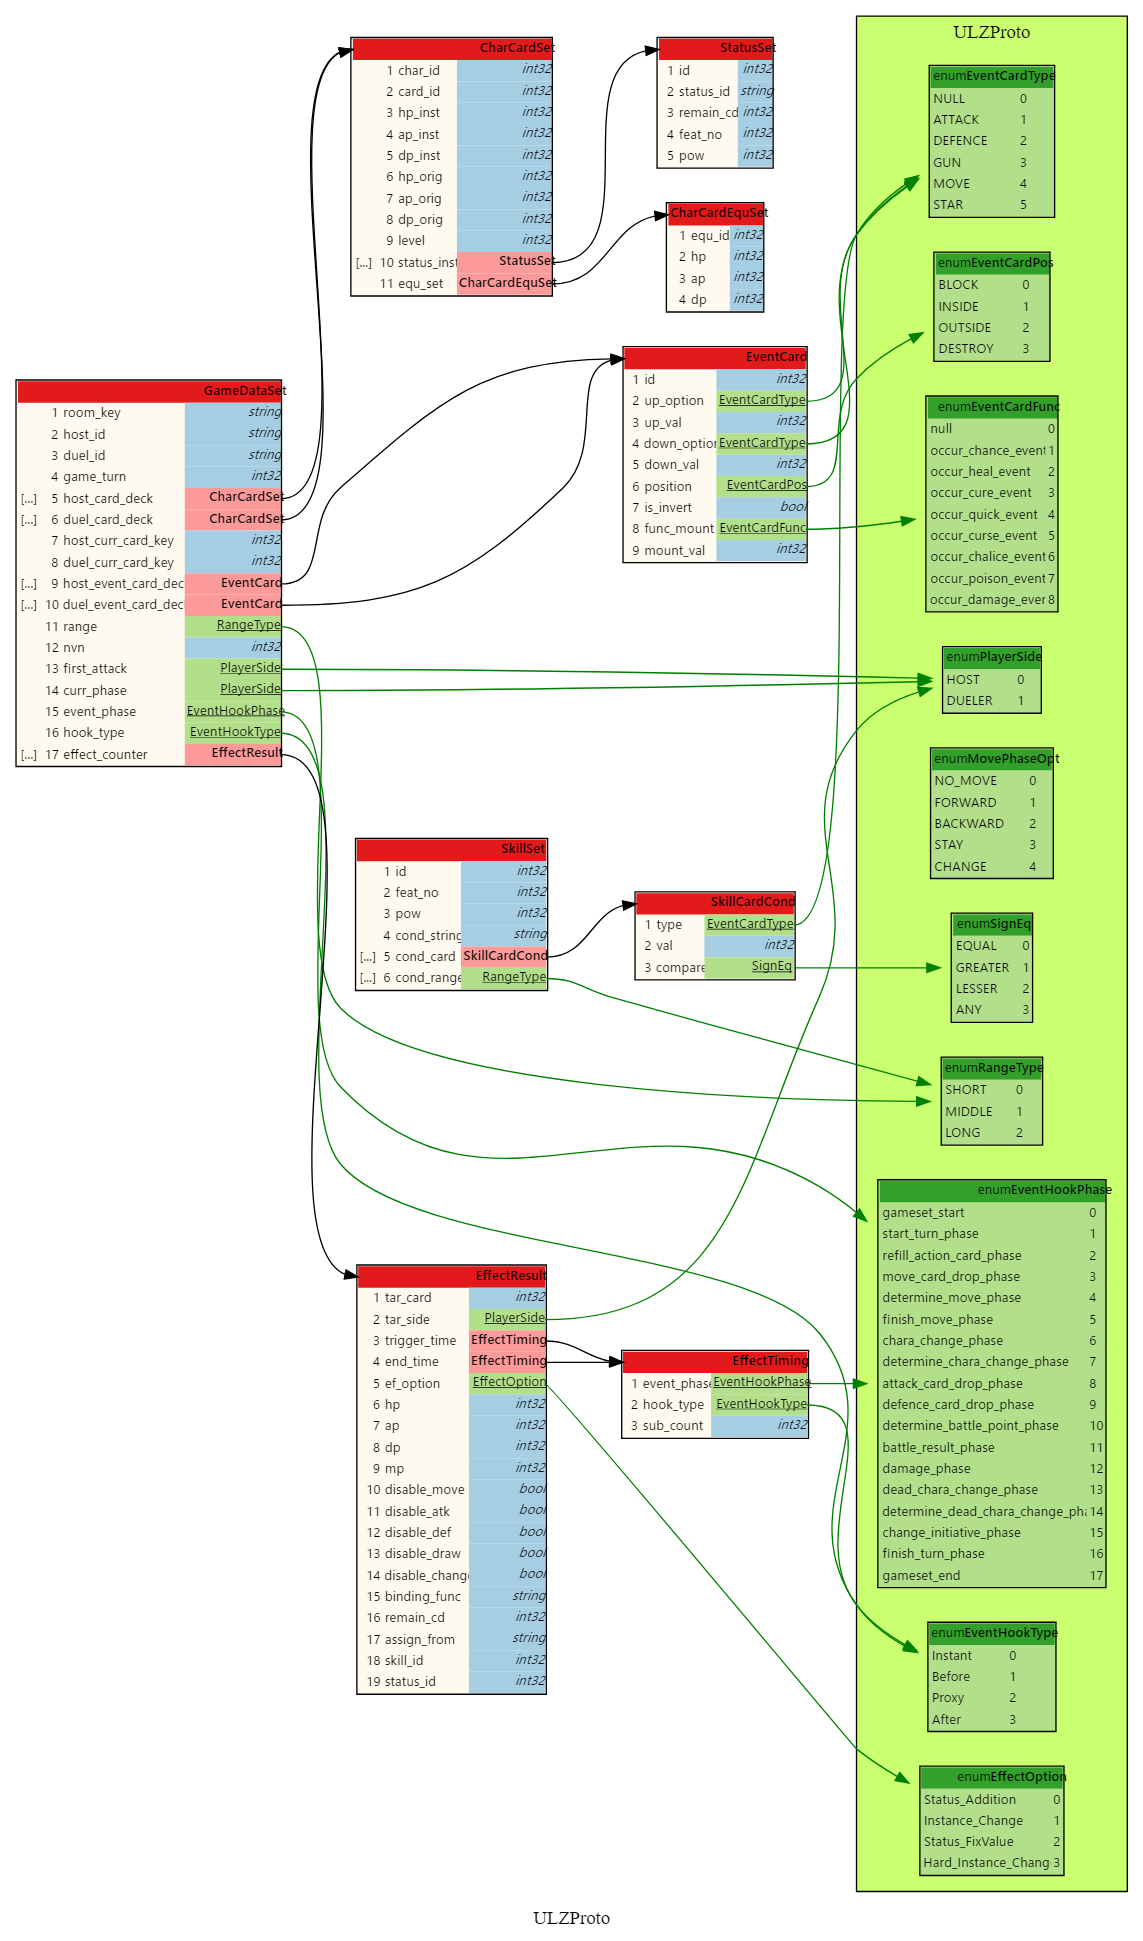 CharCardSet
1 char_id int32
2 card_id int32
3 hp_inst int32
4 ap_inst int32
5 dp_inst int32
6 hp_orig int32
7 ap_orig int32
8 dp_orig int32
9 level int32
[...] 10 status_inst StatusSet
11 equ_set CharCardEquSet
StatusSet
1 id int32
2 status_id string
3 remain_cd int32
4 feat_no int32
5 pow int32
CharCardEquSet
1 equ_id int32
2 hp int32
3 ap int32
4 dp int32
GameDataSet
1 room_key string
2 host_id string
3 duel_id string
4 game_turn int32
[...] 5 host_card_deck CharCardSet
[...] 6 duel_card_deck CharCardSet
7 host_curr_card_key int32
8 duel_curr_card_key int32
[...] 9 host_event_card_dec EventCard
[...] 10 duel_event_card_dec EventCard
11 range RangeType
12 nvn int32
13 first_attack PlayerSide
14 curr_phase PlayerSide
15 event_phase EventHookPhase
16 hook_type EventHookType
[...] 17 effect_counter EffectResult
EventCard
1 id int32
2 up_option EventCardType
3 up_val int32
4 down_option EventCardType
5 down_val int32
6 position EventCardPos
7 is_invert bool
8 func_mount EventCardFunc
9 mount_val int32
SkillSet
1 id int32
2 feat_no int32
3 pow int32
4 cond_string string
[...] 5 cond_card SkillCardCond
[...] 6 cond_range RangeType
SkillCardCond
1 type EventCardType
2 val int32
3 compare SignEq
EffectResult
1 tar_card int32
2 tar_side PlayerSide
3 trigger_time EffectTiming
4 end_time EffectTiming
5 ef_option EffectOption
6 hp int32
7 ap int32
8 dp int32
9 mp int32
10 disable_move bool
11 disable_atk bool
12 disable_def bool
13 disable_draw bool
14 disable_chang bool
15 binding_func string
16 remain_cd int32
17 assign_from string
18 skill_id int32
19 status_id int32
EffectTiming
1 event_phase EventHookPhase
2 hook_type EventHookType
3 sub_count int32
ULZProto
enumEventCardType
NULL 0
ATTACK 1
DEFENCE 2
GUN 3
MOVE 4
STAR 5
enumEventCardPos
BLOCK 0
INSIDE 1
OUTSIDE 2
DESTROY 3
enumEventCardFunc
null 0
occur_chance_event 1
occur_heal_event 2
occur_cure_event 3
occur_quick_event 4
occur_curse_event 5
occur_chalice_event 6
occur_poison_event 7
occur_damage_ever 8
enumPlayerSide
HOST 0
DUELER 1
enumMovePhaseOpt
NO_MOVE 0
FORWARD 1
BACKWARD 2
STAY 3
CHANGE 4
enumSignEq
EQUAL 0
GREATER 1
LESSER 2
ANY 3
enumRangeType
SHORT 0
MIDDLE 1
LONG 2
enumEventHookPhase
gameset_start 0
start_turn_phase 1
refill_action_card_phase 2
move_card_drop_phase 3
determine_move_phase 4
finish_move_phase 5
chara_change_phase 6
determine_chara_change_phase 7
attack_card_drop_phase 8
defence_card_drop_phase 9
determine_battle_point_phase 10
battle_result_phase 11
damage_phase 12
dead_chara_change_phase 13
determine_dead_chara_change_pha 14
change_initiative_phase 15
finish_turn_phase 16
gameset_end 17
enumEventHookType
Instant 0
Before 1
Proxy 2
After 3
enumEffectOption
Status_Addition 0
Instance_Change 1
Status_FixValue 2
Hard_Instance_Chang 3
ULZProto